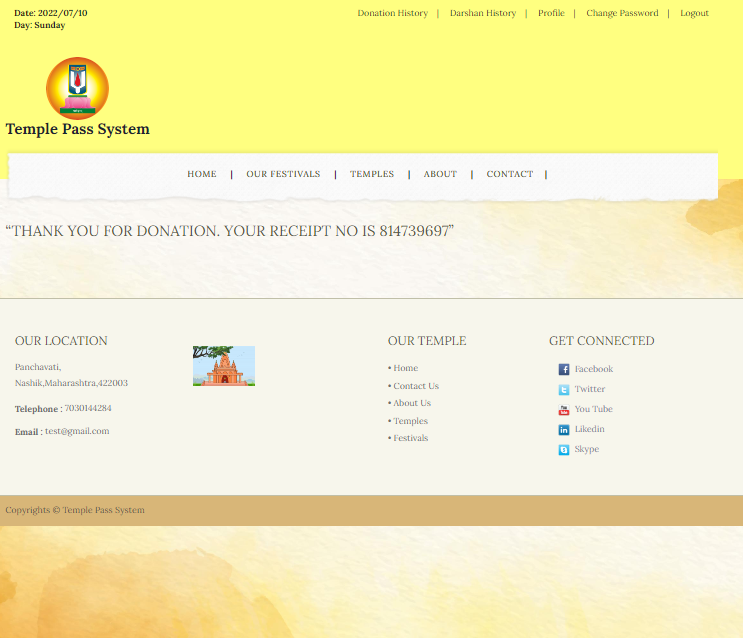 Date: 2022/07/10
Day: Sunday
Donation History | Darshan History | Profile | Change Password | Logout
Temple Pass System
HOME | OUR FESTIVALS | TEMPLES | ABOUT | CONTACT |
“THANK YOU FOR DONATION. YOUR RECEIPT NO IS 814739697”
OUR LOCATION
Panchavati,
Nashik,Maharashtra,422003
Telephone : 7030144284
Email : test@gmail.com
OUR TEMPLE
• Home
• Contact Us
• About Us
• Temples
• Festivals
GET CONNECTED
Facebook
Twitter
You Tube
Likedin
Skype
Copyrights © Temple Pass System